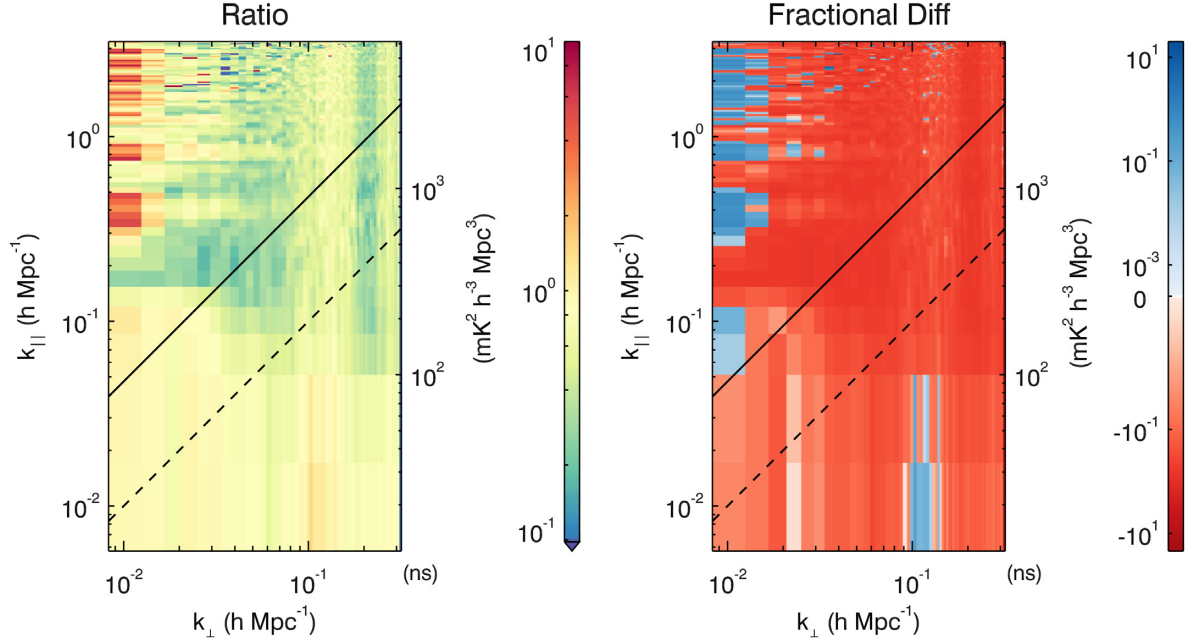 Ratio
10^1
10^0
10^-1
10^-2
k_|| (h Mpc^-1)
10^3
10^2
10^-2
10^-1
(ns)
k_⊥ (h Mpc^-1)
10^1
10^0
10^-1
(mK^2 h^-3 Mpc^3)
Fractional Diff
10^0
10^-1
10^-2
k_|| (h Mpc^-1)
10^3
10^2
10^-2
10^-1
(ns)
k_⊥ (h Mpc^-1)
10^1
10^-1
10^-3
0
-10^-1
-10^1
(mK^2 h^-3 Mpc^3)